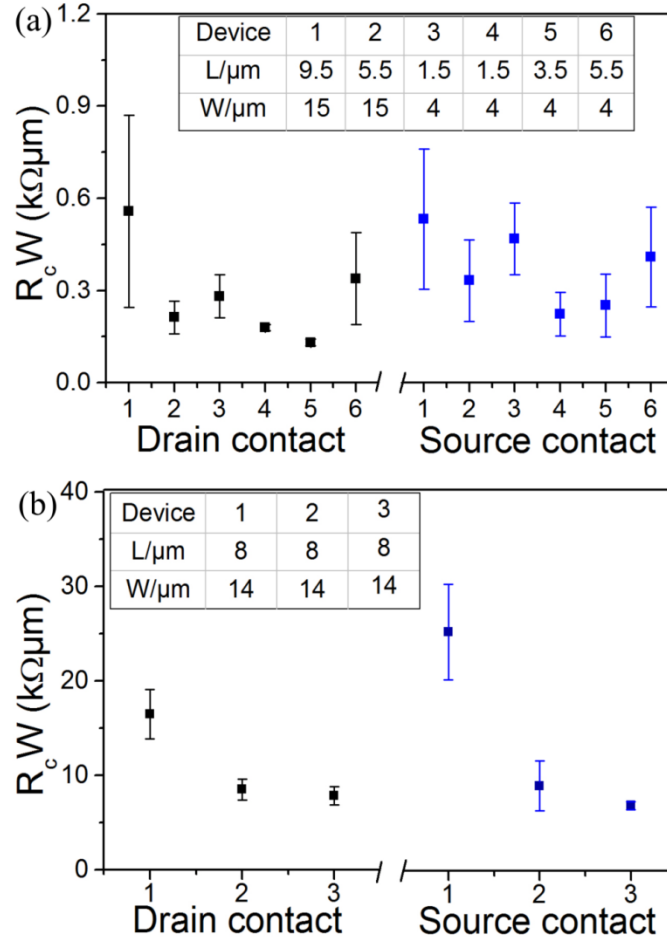 (a)
1.2
0.9
0.6
0.3
0.0
R_c W (kΩµm)
Device 1 2 3 4 5 6
L/µm 9.5 5.5 1.5 1.5 3.5 5.5
W/µm 15 15 4 4 4 4
1 2 3 4 5 6 1 2 3 4 5 6
Drain contact Source contact
(b)
40
30
20
10
0
R_c W (kΩµm)
Device 1 2 3
L/µm 8 8 8
W/µm 14 14 14
1 2 3 1 2 3
Drain contact Source contact